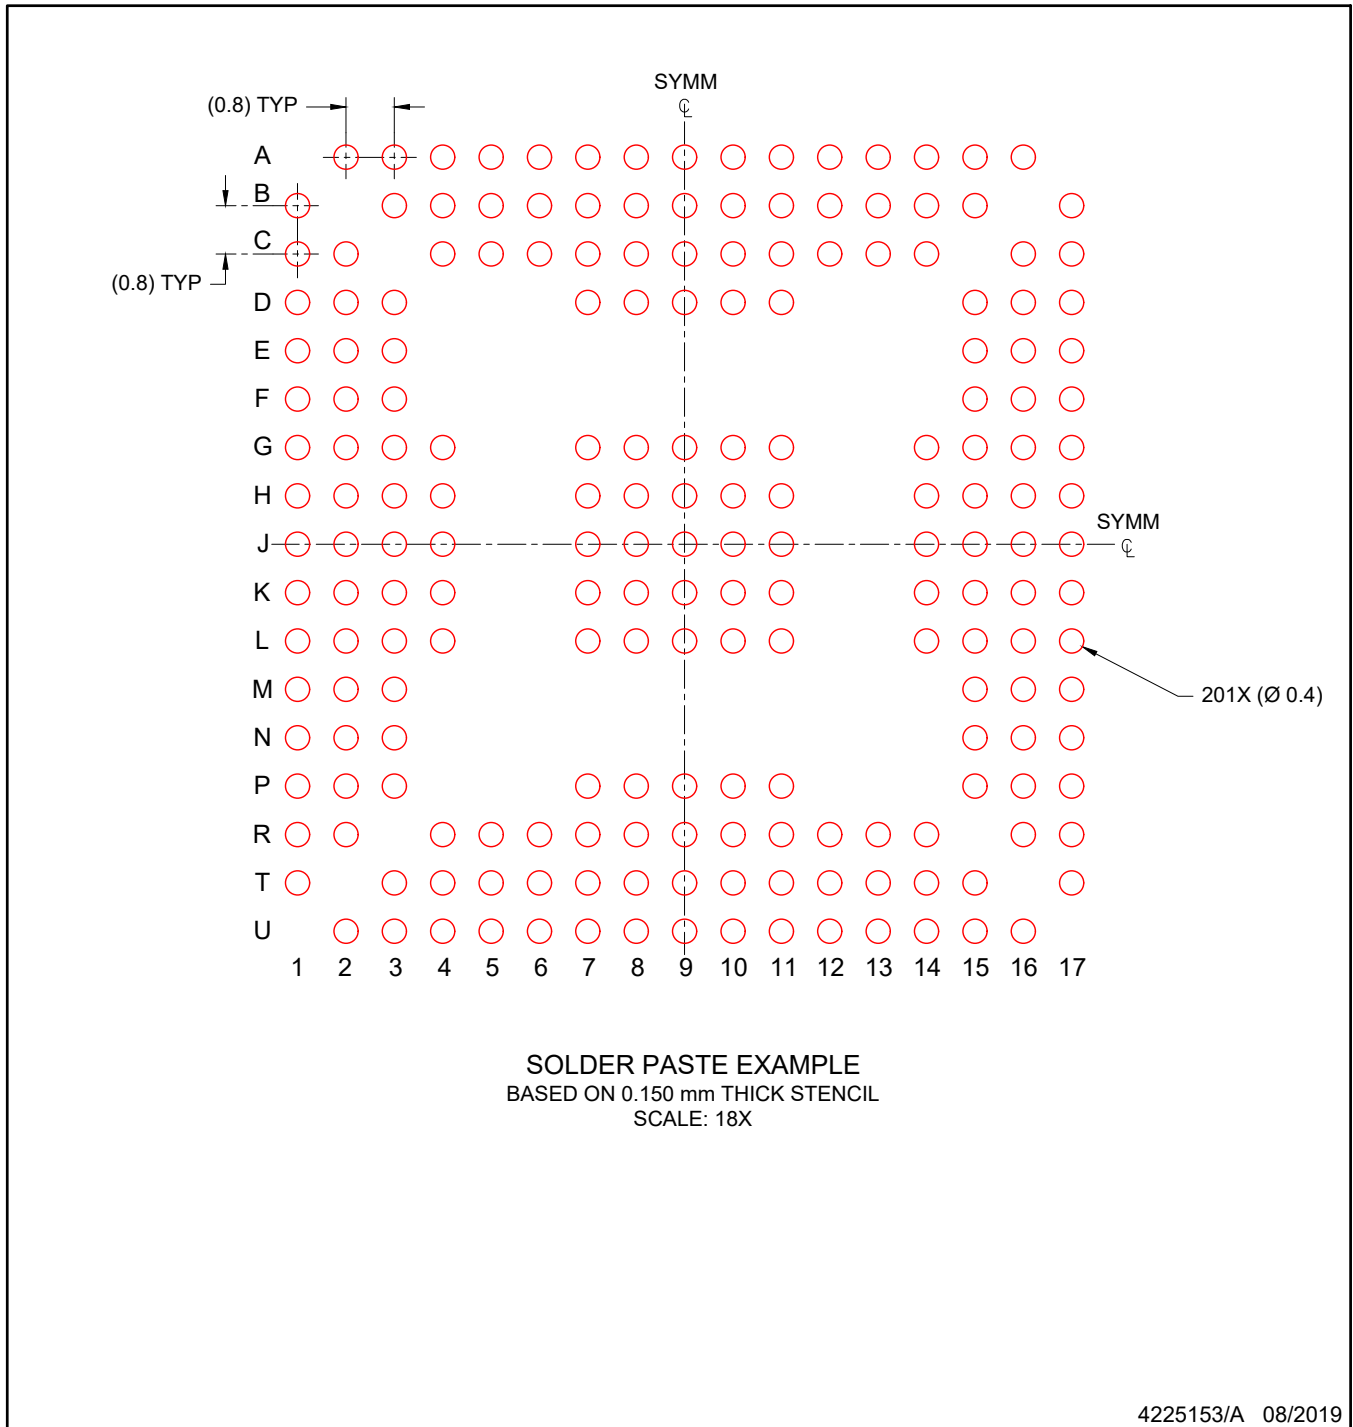 SYMM
℄
(0.8) TYP
A
B
C
(0.8) TYP
D
E
F
G
H
SYMM
J
℄
K
L
M
201X (Ø 0.4)
N
P
R
T
U
1 2 3 4 5 6 7 8 9 10 11 12 13 14 15 16 17
SOLDER PASTE EXAMPLE
BASED ON 0.150 mm THICK STENCIL
SCALE: 18X
4225153/A 08/2019